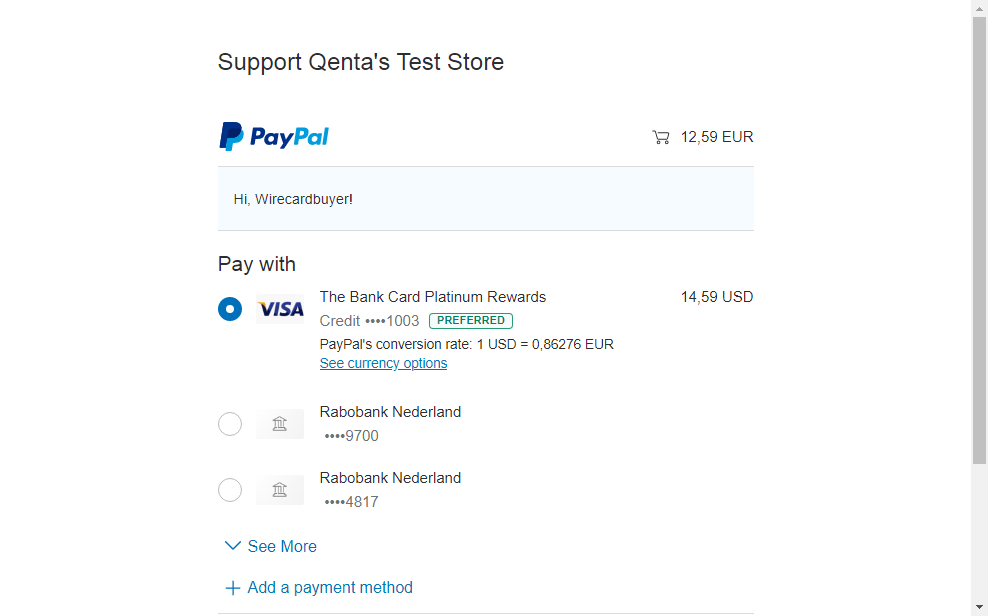 Support Qenta's Test Store
PayPal
12,59 EUR
Hi, Wirecardbuyer!
Pay with
VISA
The Bank Card Platinum Rewards
14,59 USD
Credit ••••1003 PREFERRED
PayPal's conversion rate: 1 USD = 0,86276 EUR
See currency options
Rabobank Nederland
••••9700
Rabobank Nederland
••••4817
See More
Add a payment method